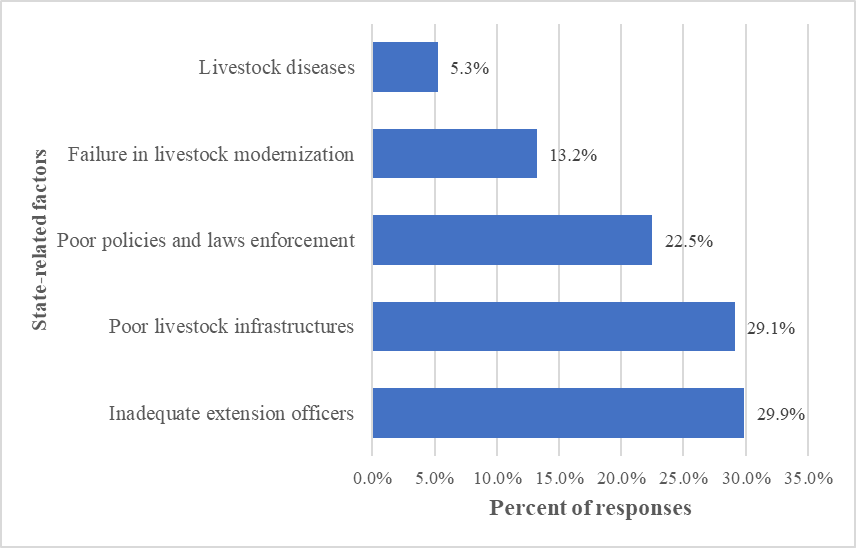 State-related factors
Livestock diseases
5.3%
Failure in livestock modernization
13.2%
Poor policies and laws enforcement
22.5%
Poor livestock infrastructures
29.1%
Inadequate extension officers
29.9%
0.0% 5.0% 10.0% 15.0% 20.0% 25.0% 30.0% 35.0%
Percent of responses